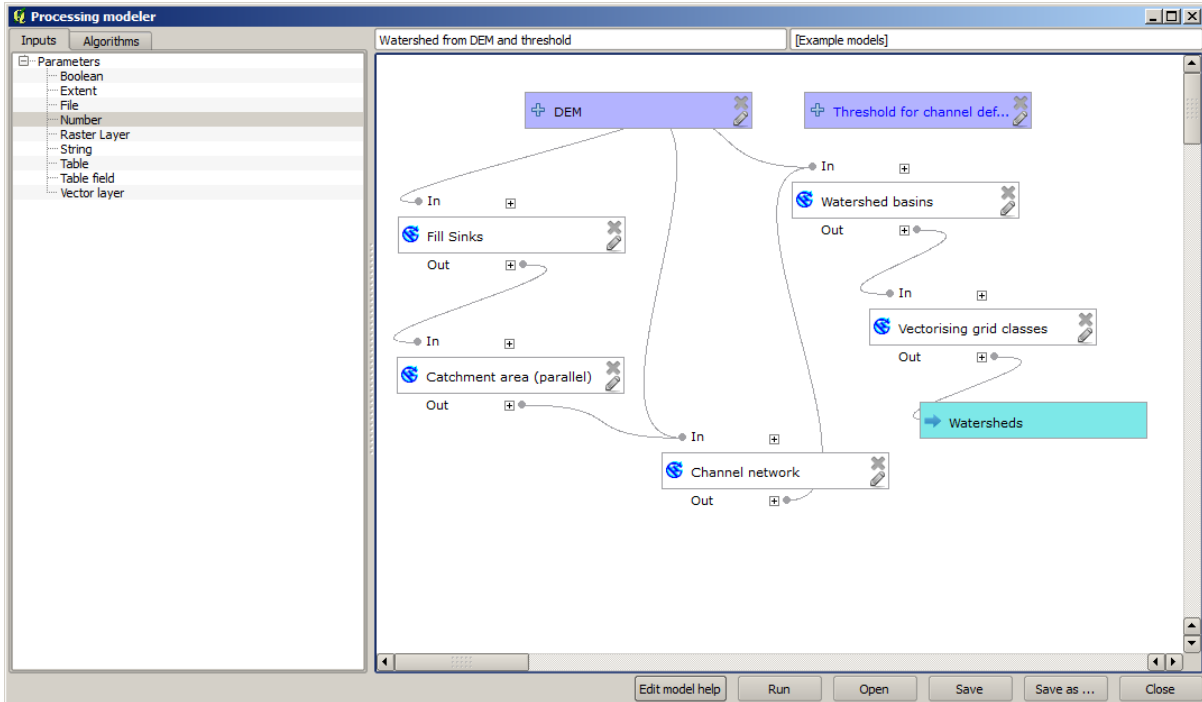 Processing modeler
Inputs
Algorithms
Parameters
Boolean
Extent
File
Number
Raster Layer
String
Table
Table field
Vector layer
Watershed from DEM and threshold
[Example models]
DEM
Threshold for channel def...
In
Watershed basins
Out
In
Fill Sinks
Out
In
Vectorising grid classes
Out
In
Catchment area (parallel)
Out
Watersheds
In
Channel network
Out
Edit model help
Run
Open
Save
Save as ...
Close